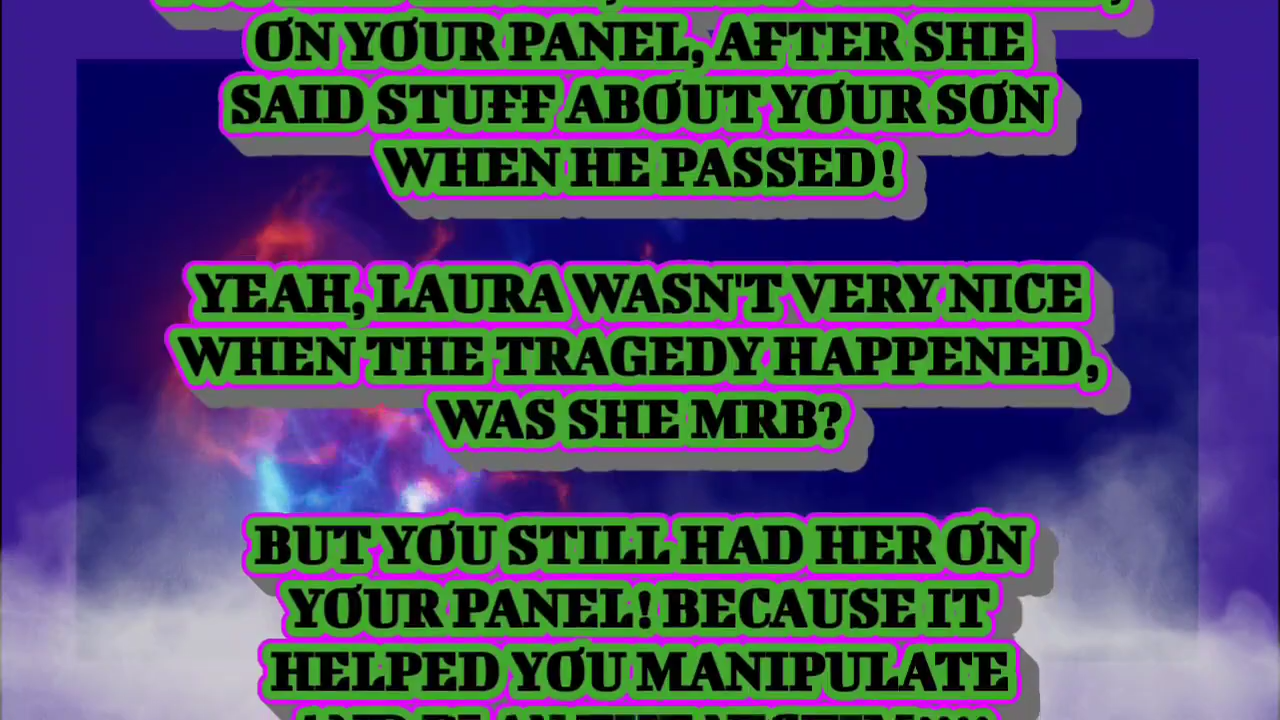 ON YOUR PANEL, AFTER SHE
SAID STUFF ABOUT YOUR SON
WHEN HE PASSED!
YEAH, LAURA WASN'T VERY NICE
WHEN THE TRAGEDY HAPPENED,
WAS SHE MRB?
BUT YOU STILL HAD HER ON
YOUR PANEL! BECAUSE IT
HELPED YOU MANIPULATE